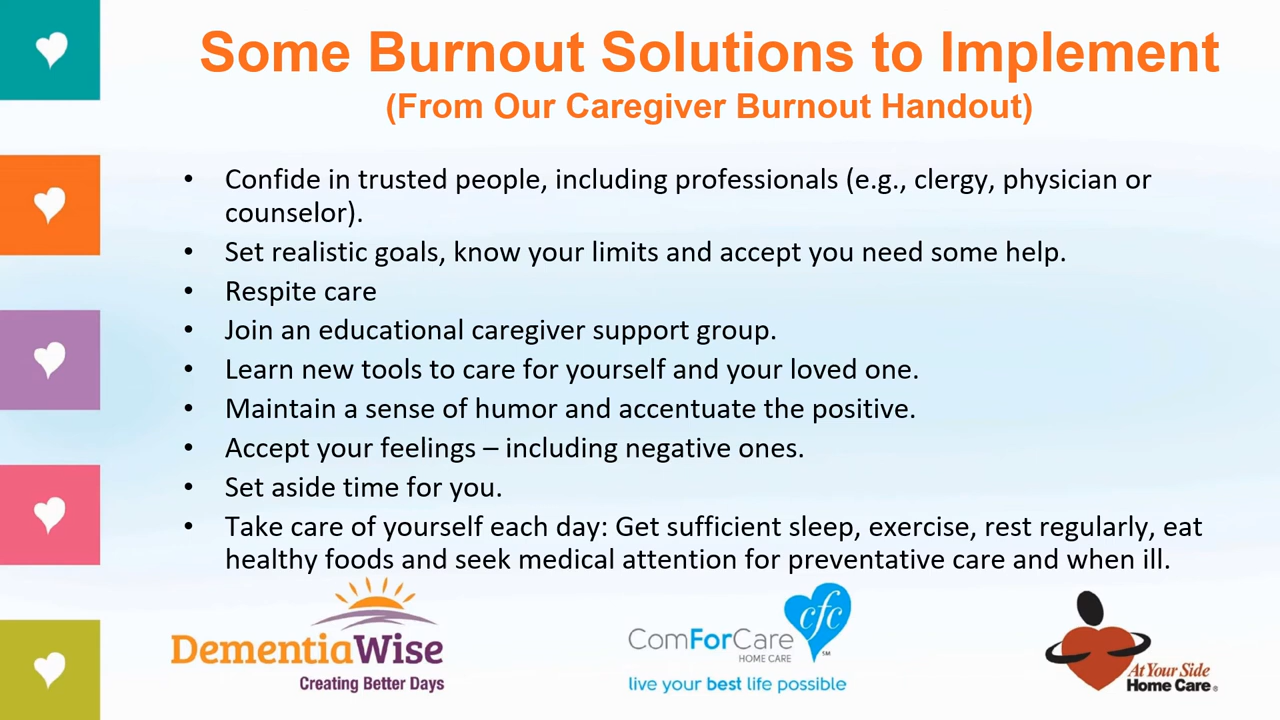 Some Burnout Solutions to Implement
(From Our Caregiver Burnout Handout)
• Confide in trusted people, including professionals (e.g., clergy, physician or
counselor).
• Set realistic goals, know your limits and accept you need some help.
• Respite care
• Join an educational caregiver support group.
• Learn new tools to care for yourself and your loved one.
• Maintain a sense of humor and accentuate the positive.
• Accept your feelings – including negative ones.
• Set aside time for you.
• Take care of yourself each day: Get sufficient sleep, exercise, rest regularly, eat
healthy foods and seek medical attention for preventative care and when ill.
DementiaWise
Creating Better Days
cfc
ComForCare
HOME CARE
SM
live your best life possible
At Your Side
Home Care®